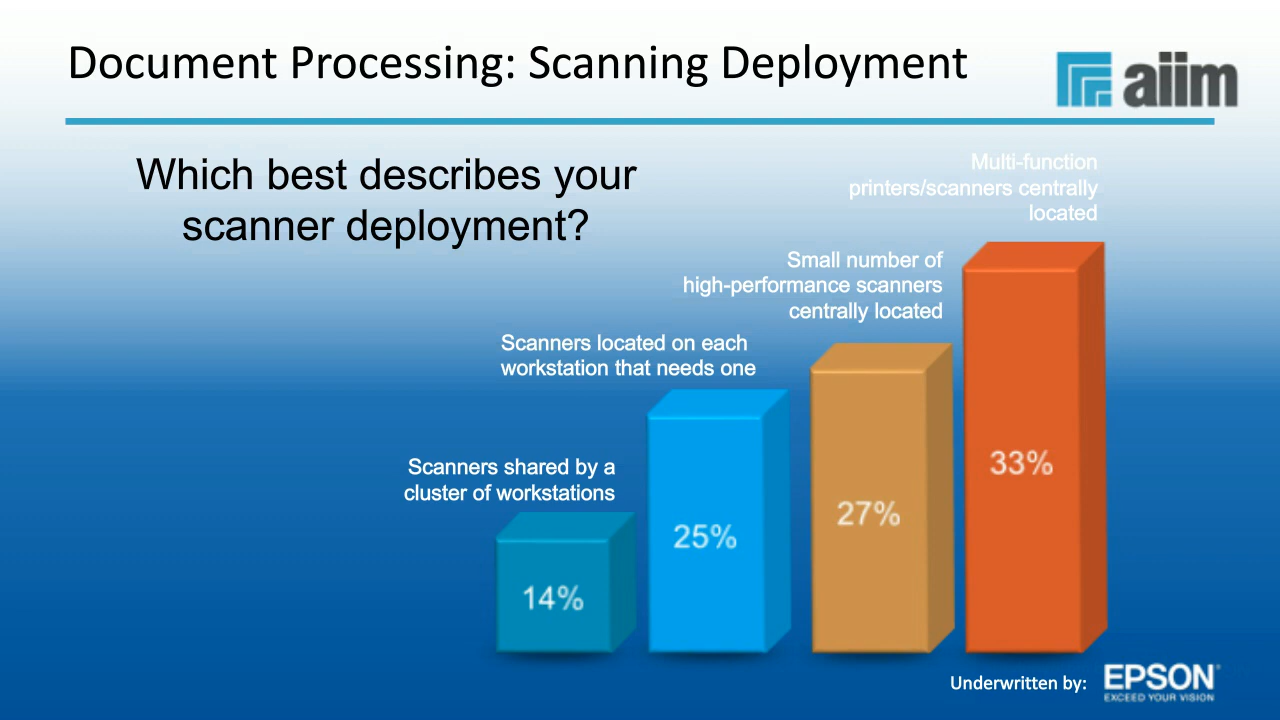 Document Processing: Scanning Deployment
aiim
Which best describes your
scanner deployment?
Multi-function
printers/scanners centrally
located
Small number of
high-performance scanners
centrally located
Scanners located on each
workstation that needs one
Scanners shared by a
cluster of workstations
14%
25%
27%
33%
Underwritten by:
EPSON
EXCEED YOUR VISION